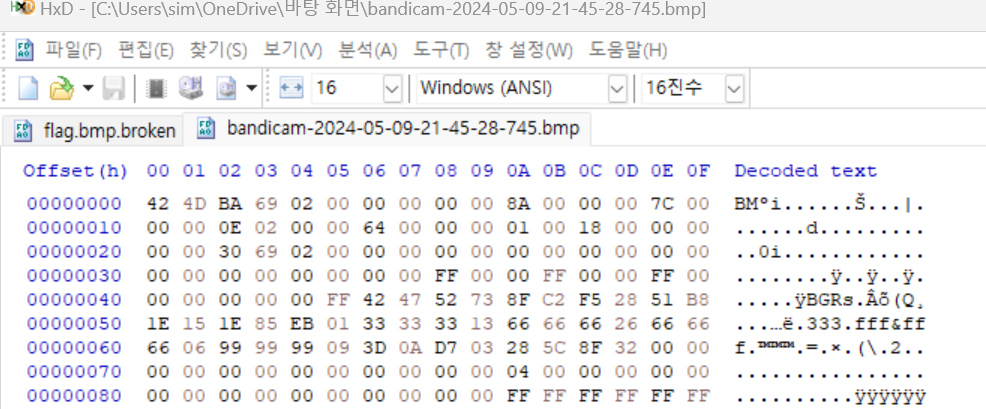 HxD - [C:\Users\sim\OneDrive\바탕 화면\bandicam-2024-05-09-21-45-28-745.bmp]
파일(F) 편집(E) 찾기(S) 보기(V) 분석(A) 도구(T) 창 설정(W) 도움말(H)
16 Windows (ANSI) 16진수
flag.bmp.broken bandicam-2024-05-09-21-45-28-745.bmp
Offset(h) 00 01 02 03 04 05 06 07 08 09 0A 0B 0C 0D 0E 0F Decoded text
00000000 42 4D BA 69 02 00 00 00 00 00 8A 00 00 00 7C 00 BMºi......Š...|.
00000010 00 00 0E 02 00 00 64 00 00 00 01 00 18 00 00 00 ......d.........
00000020 00 00 30 69 02 00 00 00 00 00 00 00 00 00 00 00 ..0i............
00000030 00 00 00 00 00 00 00 00 FF 00 00 FF 00 00 FF 00 ........ÿ..ÿ..ÿ.
00000040 00 00 00 00 00 FF 42 47 52 73 8F C2 F5 28 51 B8 .....ÿBGRs.Âõ(Q¸
00000050 1E 15 1E 85 EB 01 33 33 33 13 66 66 66 26 66 66 ...…ë.333.fff&ff
00000060 66 06 99 99 99 09 3D 0A D7 03 28 5C 8F 32 00 00 f.™™™.=.×.(\.2..
00000070 00 00 00 00 00 00 00 00 00 00 04 00 00 00 00 00 ................
00000080 00 00 00 00 00 00 00 00 00 00 FF FF FF FF FF FF ..........ÿÿÿÿÿÿ